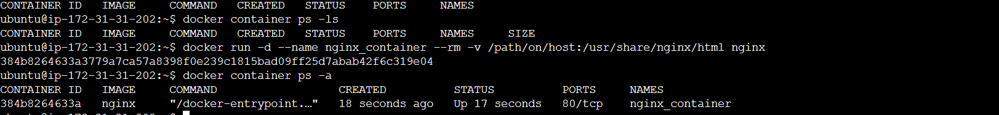 CONTAINER ID   IMAGE     COMMAND   CREATED   STATUS    PORTS     NAMES
ubuntu@ip-172-31-31-202:~$ docker container ps -ls
CONTAINER ID   IMAGE     COMMAND   CREATED   STATUS    PORTS     NAMES     SIZE
ubuntu@ip-172-31-31-202:~$ docker run -d --name nginx_container --rm -v /path/on/host:/usr/share/nginx/html nginx
384b8264633a3779a7ca57a8398f0e239c1815bad09ff25d7abab42f6c319e04
ubuntu@ip-172-31-31-202:~$ docker container ps -a
CONTAINER ID   IMAGE     COMMAND                  CREATED          STATUS          PORTS     NAMES
384b8264633a   nginx     "/docker-entrypoint.…"   18 seconds ago   Up 17 seconds   80/tcp    nginx_container